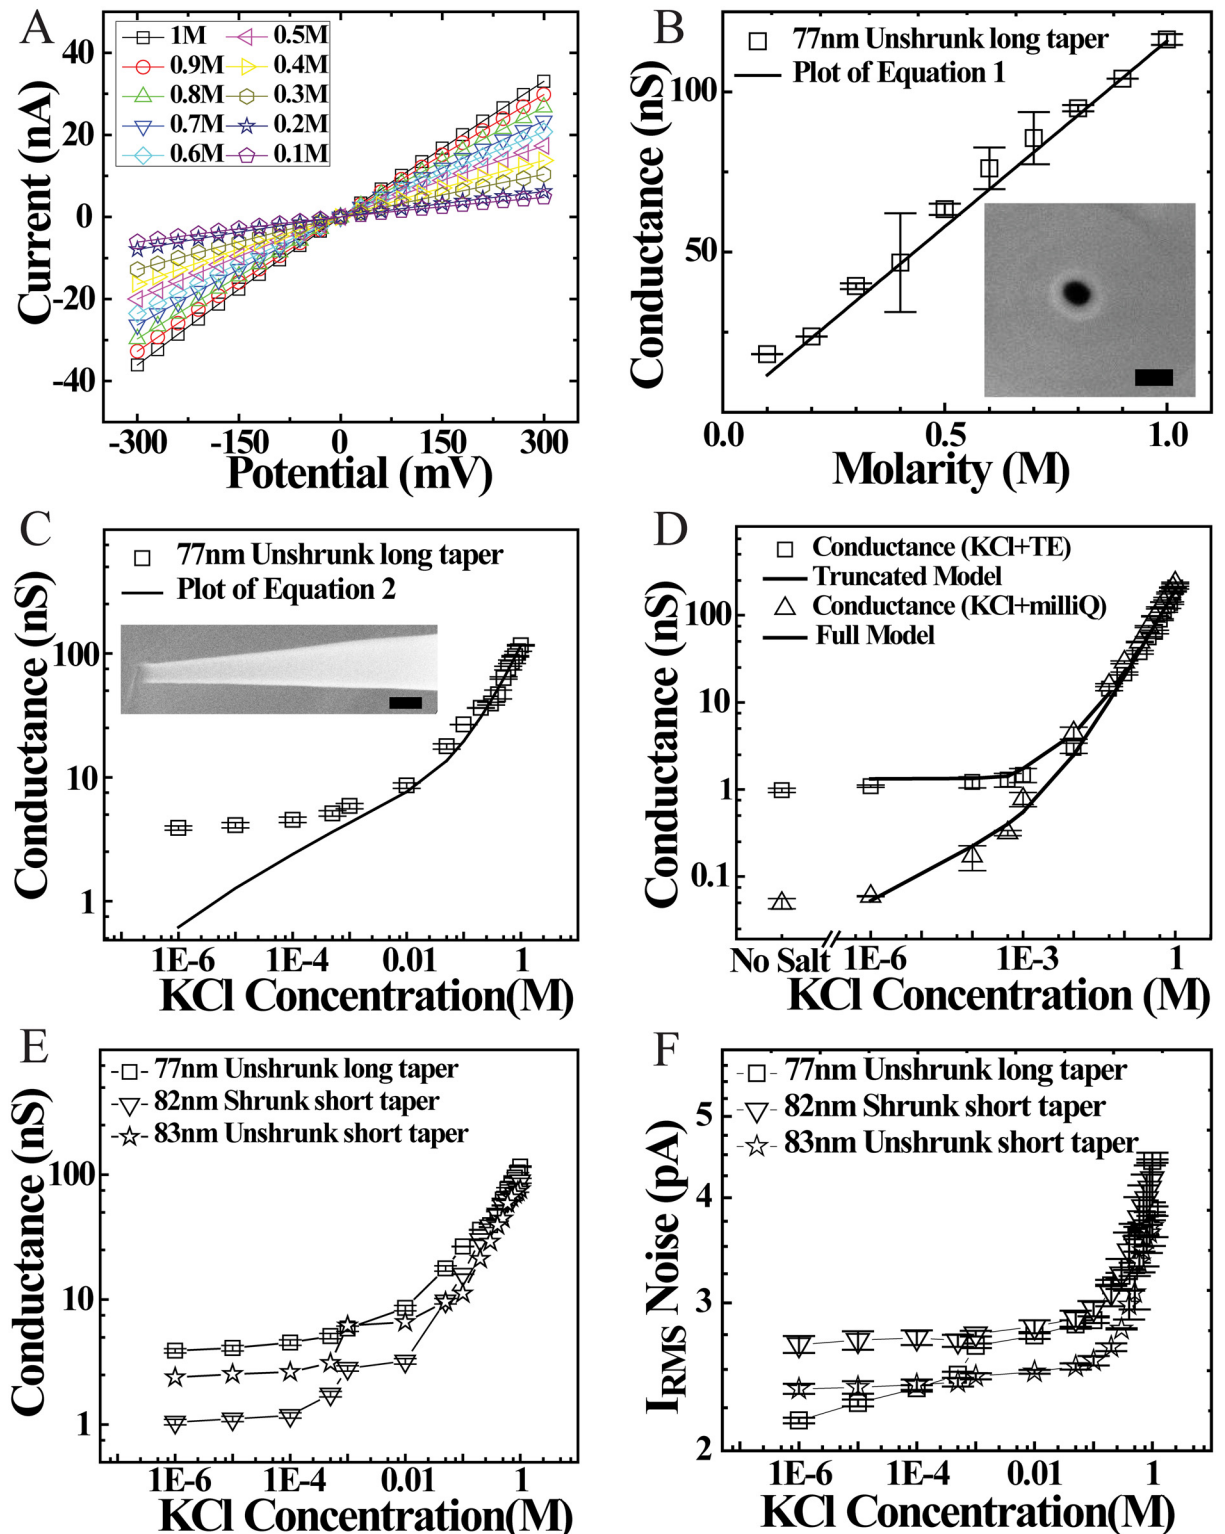 A
1M
0.5M
0.9M
0.4M
0.8M
0.3M
0.7M
0.2M
0.6M
0.1M
Current (nA)
40
20
0
-20
-40
-300
-150
0
150
300
Potential (mV)
B
77nm Unshrunk long taper
Plot of Equation 1
Conductance (nS)
100
50
0.0
0.5
1.0
Molarity (M)
C
77nm Unshrunk long taper
Plot of Equation 2
Conductance (nS)
100
10
1
1E-6
1E-4
0.01
1
KCl Concentration(M)
D
Conductance (KCl+TE)
Truncated Model
Conductance (KCl+milliQ)
Full Model
Conductance (nS)
100
10
1
0.1
No Salt
1E-6
1E-3
1
KCl Concentration (M)
E
77nm Unshrunk long taper
82nm Shrunk short taper
83nm Unshrunk short taper
Conductance (nS)
100
10
1
1E-6
1E-4
0.01
1
KCl Concentration(M)
F
77nm Unshrunk long taper
82nm Shrunk short taper
83nm Unshrunk short taper
IRMS Noise (pA)
5
4
3
2
1E-6
1E-4
0.01
1
KCl Concentration(M)